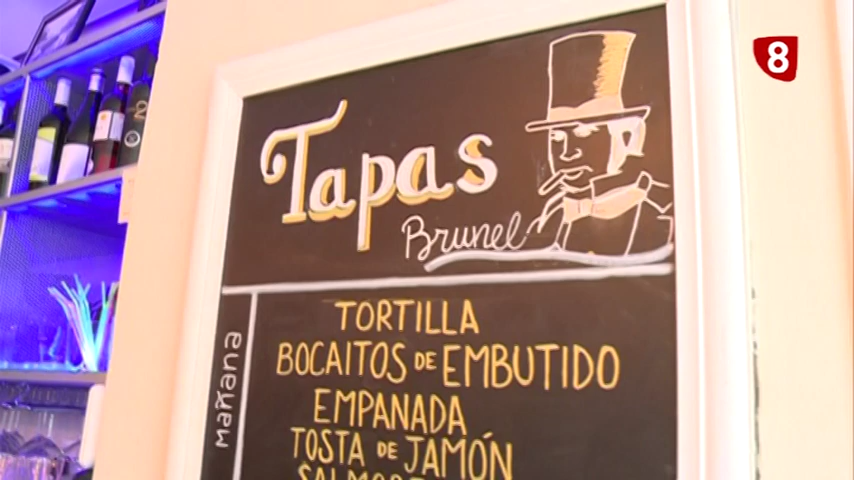 8
Tapas
Brunel
Mañana
TORTILLA
BOCAITOS DE EMBUTIDO
EMPANADA
TOSTA DE JAMÓN